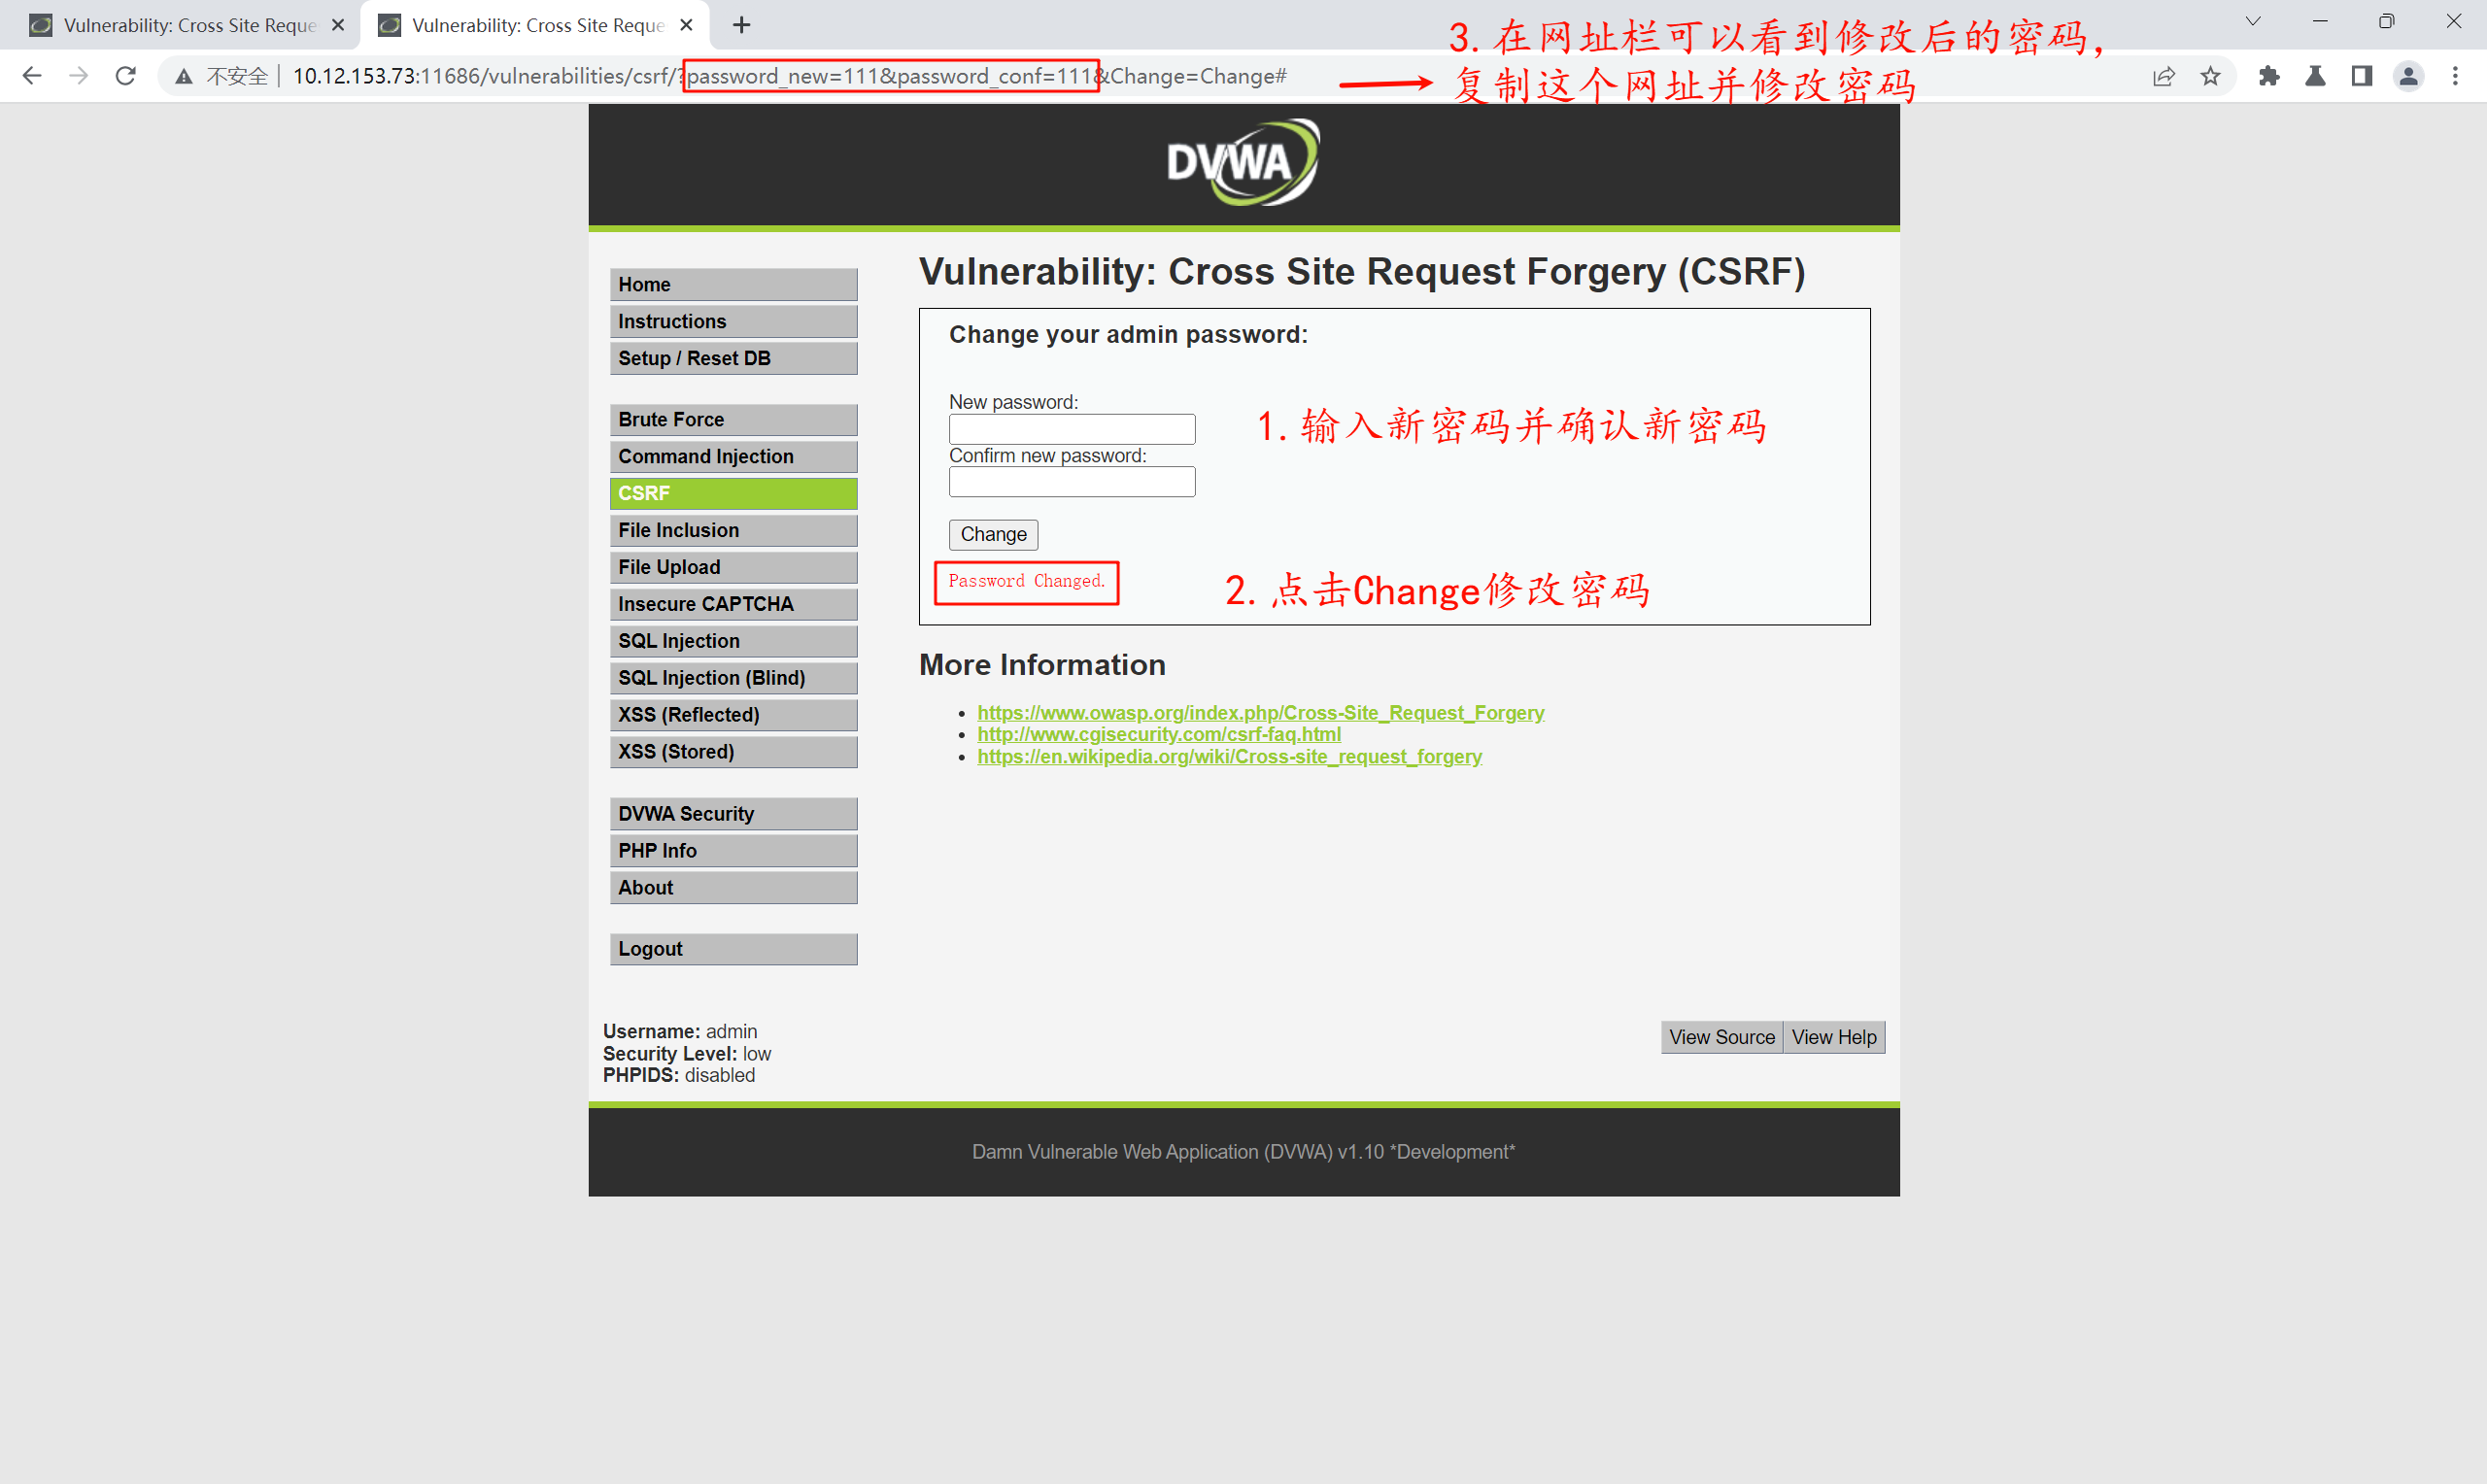 Vulnerability: Cross Site Reque
Vulnerability: Cross Site Reque
不安全
10.12.153.73:11686/vulnerabilities/csrf/?password_new=111&password_conf=111&Change=Change#
3. 在网址栏可以看到修改后的密码，
复制这个网址并修改密码
DVWA
Home
Instructions
Setup / Reset DB
Brute Force
Command Injection
CSRF
File Inclusion
File Upload
Insecure CAPTCHA
SQL Injection
SQL Injection (Blind)
XSS (Reflected)
XSS (Stored)
DVWA Security
PHP Info
About
Logout
Vulnerability: Cross Site Request Forgery (CSRF)
Change your admin password:
New password:
1. 输入新密码并确认新密码
Confirm new password:
Change
Password Changed.
2. 点击Change修改密码
More Information
https://www.owasp.org/index.php/Cross-Site_Request_Forgery
http://www.cgisecurity.com/csrf-faq.html
https://en.wikipedia.org/wiki/Cross-site_request_forgery
Username: admin
Security Level: low
PHPIDS: disabled
View Source
View Help
Damn Vulnerable Web Application (DVWA) v1.10 *Development*